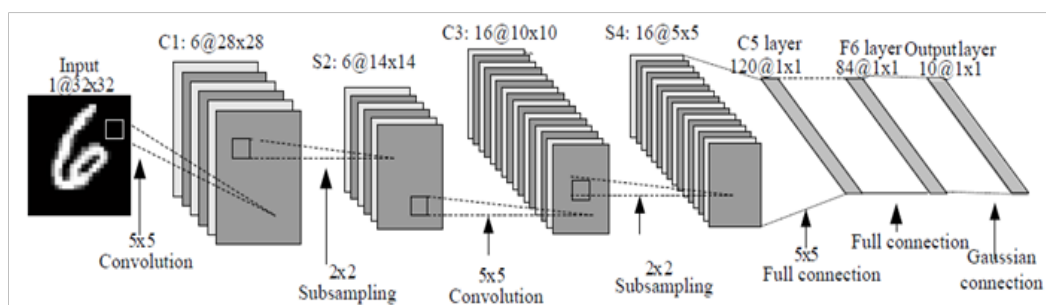 Input
1@32x32
C1: 6@28x28
S2: 6@14x14
C3: 16@10x10
S4: 16@5x5
C5 layer
120@1x1
F6 layer
84@1x1
Output layer
10@1x1
5x5
Convolution
2x2
Subsampling
5x5
Convolution
2x2
Subsampling
5x5
Full connection
Full connection
Gaussian
connection